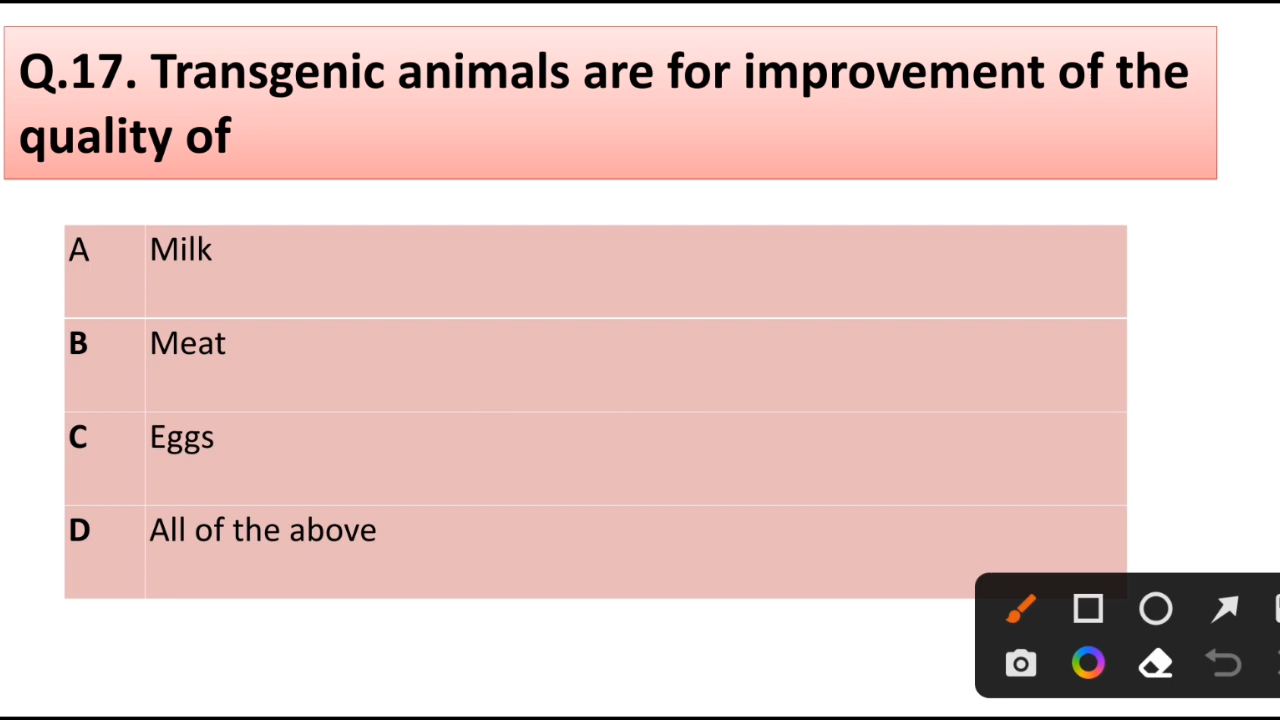 Q.17. Transgenic animals are for improvement of the
quality of
A Milk
B Meat
C Eggs
D All of the above